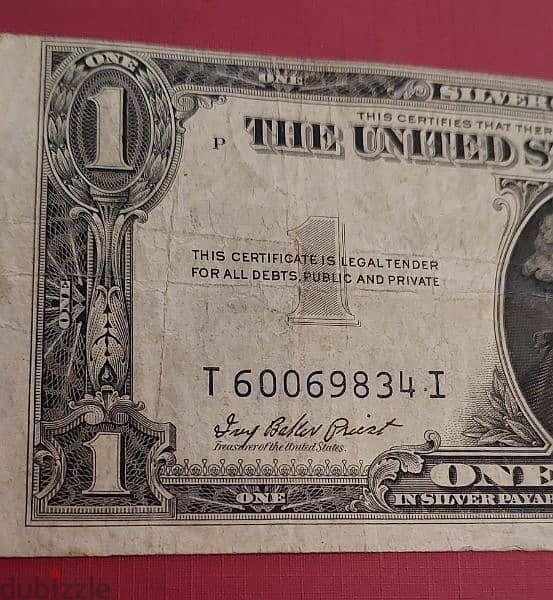 ONE
ONE
SILVER
1
THIS CERTIFIES THAT THER
P
THE UNITED S
1
THIS CERTIFICATE IS LEGAL TENDER
FOR ALL DEBTS, PUBLIC AND PRIVATE
ONE
T 60069834 I
Ivy Baker Priest
Treasurer of the United States.
1
ONE
ONE
IN SILVER PAYAB
dubizzle